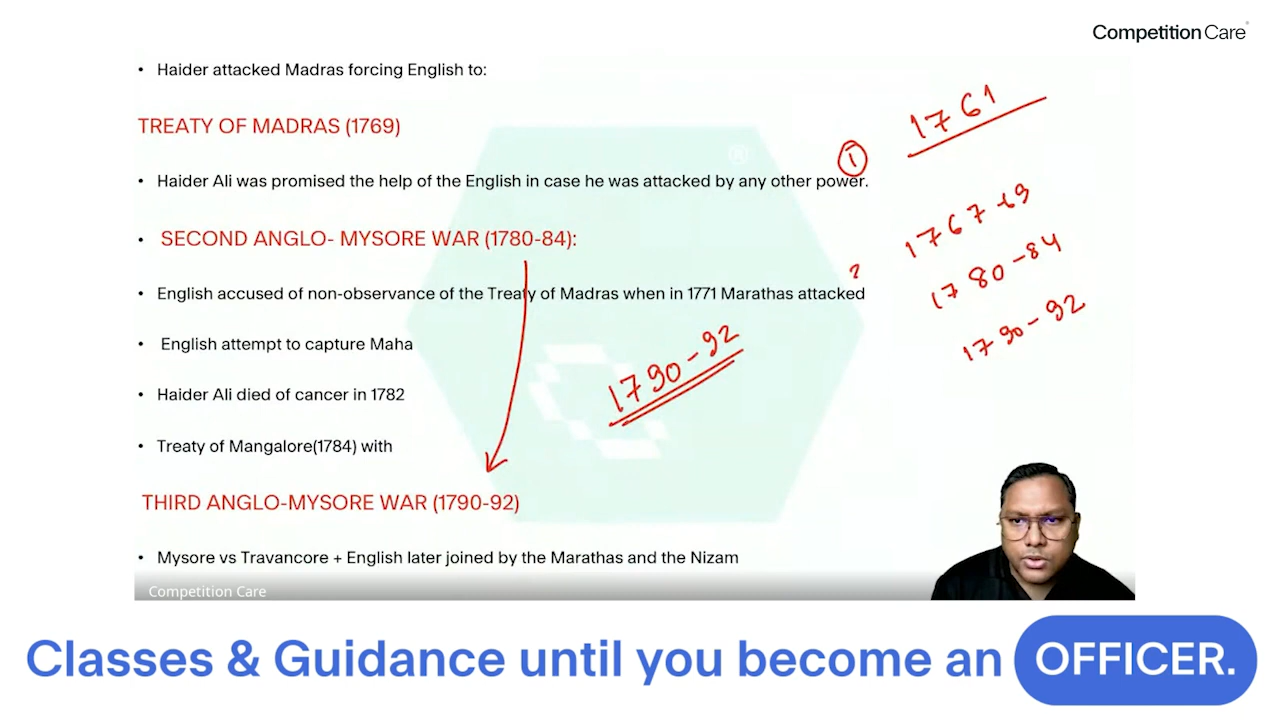 Competition Care
• Haider attacked Madras forcing English to:
TREATY OF MADRAS (1769)
• Haider Ali was promised the help of the English in case he was attacked by any other power.
• SECOND ANGLO- MYSORE WAR (1780-84):
• English accused of non-observance of the Treaty of Madras when in 1771 Marathas attacked
• English attempt to capture Maha
• Haider Ali died of cancer in 1782
• Treaty of Mangalore(1784) with
THIRD ANGLO-MYSORE WAR (1790-92)
• Mysore vs Travancore + English later joined by the Marathas and the Nizam
1761
1
1767-69
2
1780-84
1790-92
1790-92
Competition Care
Classes & Guidance until you become an OFFICER.